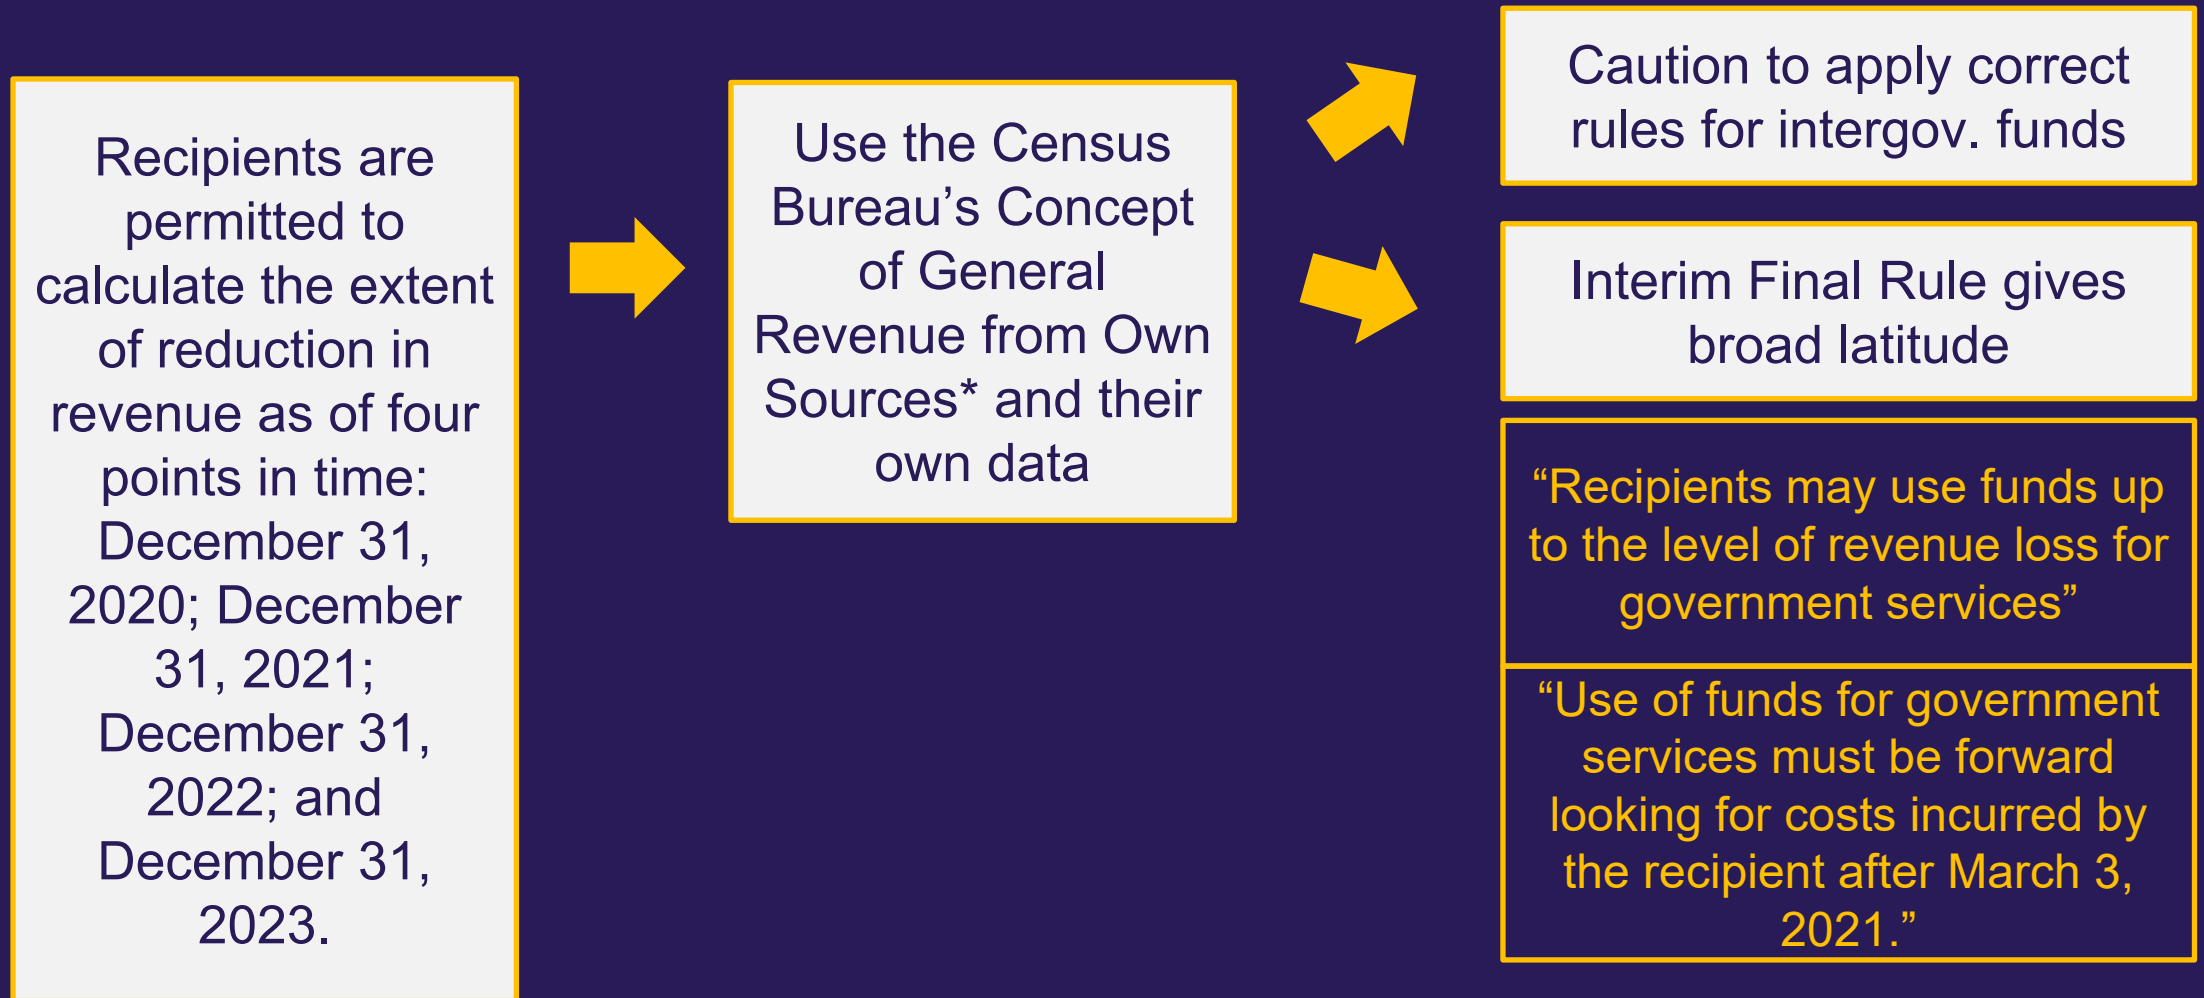 Recipients are
permitted to
calculate the extent
of reduction in
revenue as of four
points in time:
December 31,
2020; December
31, 2021;
December 31,
2022; and
December 31,
2023.
Use the Census
Bureau’s Concept
of General
Revenue from Own
Sources* and their
own data
Caution to apply correct
rules for intergov. funds
Interim Final Rule gives
broad latitude
“Recipients may use funds up
to the level of revenue loss for
government services”
“Use of funds for government
services must be forward
looking for costs incurred by
the recipient after March 3,
2021.”